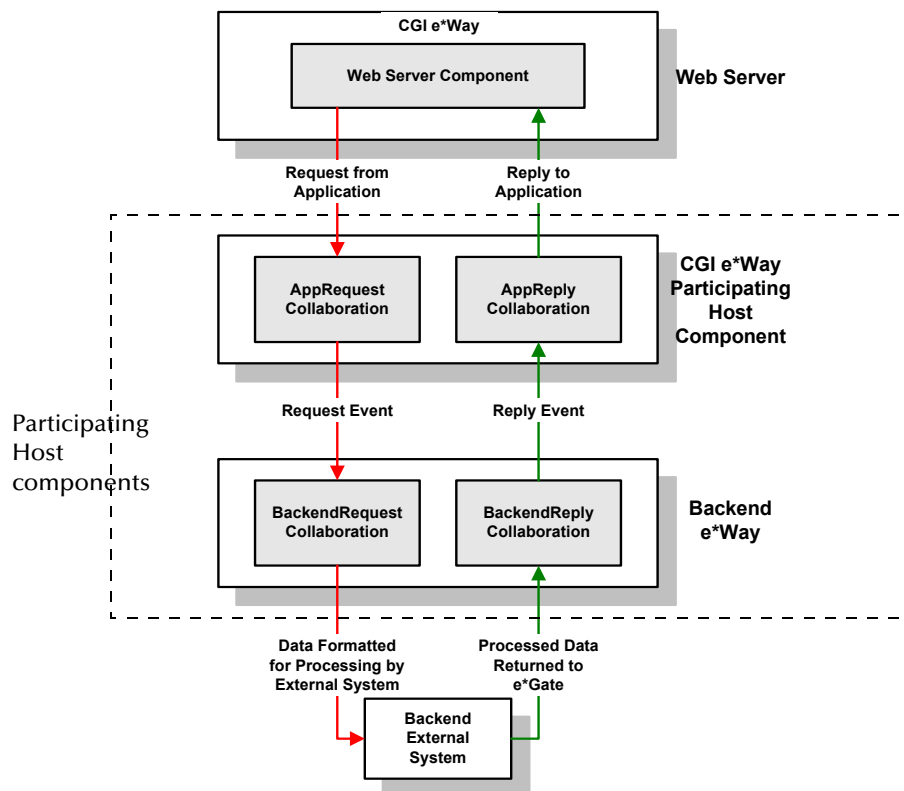 CGI e*Way
Web Server Component
Web Server
Request from
Application
Reply to
Application
AppRequest
Collaboration
AppReply
Collaboration
CGI e*Way
Participating
Host
Component
Request Event
Reply Event
Participating
Host
components
BackendRequest
Collaboration
BackendReply
Collaboration
Backend
e*Way
Data Formatted
for Processing by
External System
Processed Data
Returned to
e*Gate
Backend
External
System